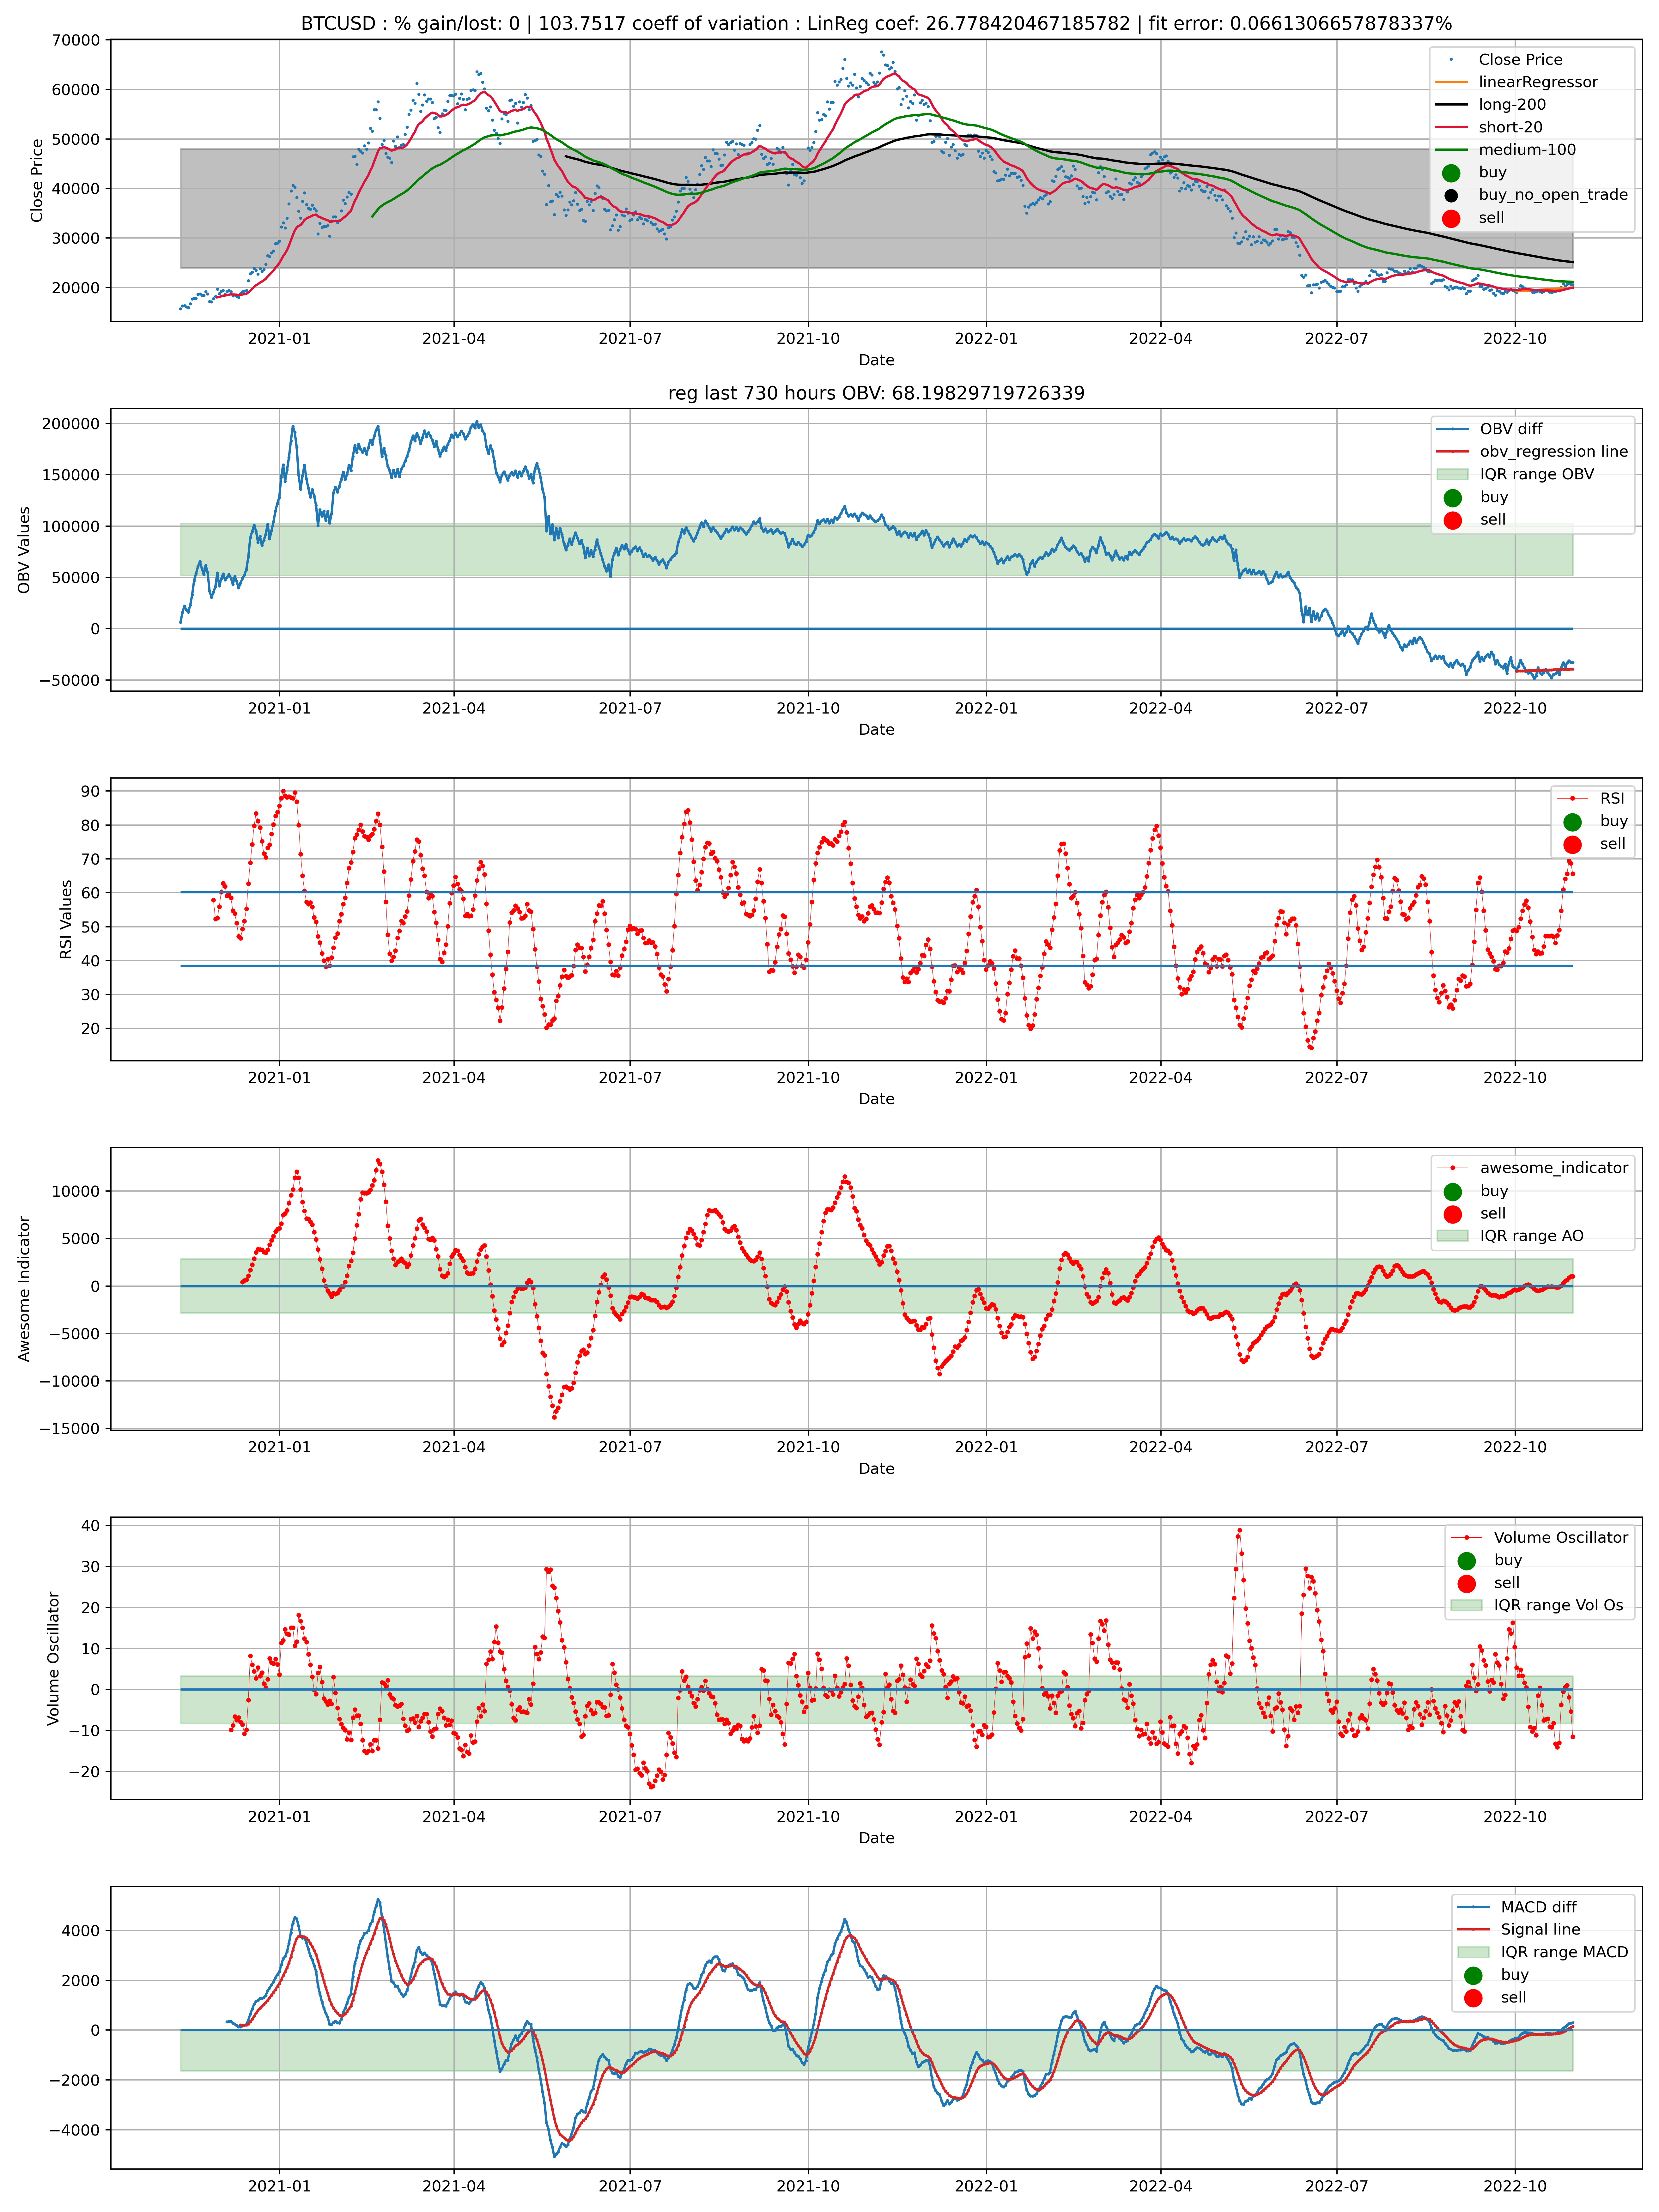 BTCUSD : % gain/lost: 0 | 103.7517 coeff of variation : LinReg coef: 26.778420467185782 | fit error: 0.0661306657878337%
70000
60000
50000
40000
30000
20000
Close Price
Close Price
linearRegressor
long-200
short-20
medium-100
buy
buy_no_open_trade
sell
2021-01 2021-04 2021-07 2021-10 2022-01 2022-04 2022-07 2022-10
Date
reg last 730 hours OBV: 68.19829719726339
200000
150000
100000
50000
0
−50000
OBV Values
OBV diff
obv_regression line
IQR range OBV
buy
sell
2021-01 2021-04 2021-07 2021-10 2022-01 2022-04 2022-07 2022-10
Date
90
80
70
60
50
40
30
20
RSI Values
RSI
buy
sell
2021-01 2021-04 2021-07 2021-10 2022-01 2022-04 2022-07 2022-10
Date
10000
5000
0
−5000
−10000
−15000
Awesome Indicator
awesome_indicator
buy
sell
IQR range AO
2021-01 2021-04 2021-07 2021-10 2022-01 2022-04 2022-07 2022-10
Date
40
30
20
10
0
−10
−20
Volume Oscillator
Volume Oscillator
buy
sell
IQR range Vol Os
2021-01 2021-04 2021-07 2021-10 2022-01 2022-04 2022-07 2022-10
Date
4000
2000
0
−2000
−4000
MACD diff
Signal line
IQR range MACD
buy
sell
2021-01 2021-04 2021-07 2021-10 2022-01 2022-04 2022-07 2022-10